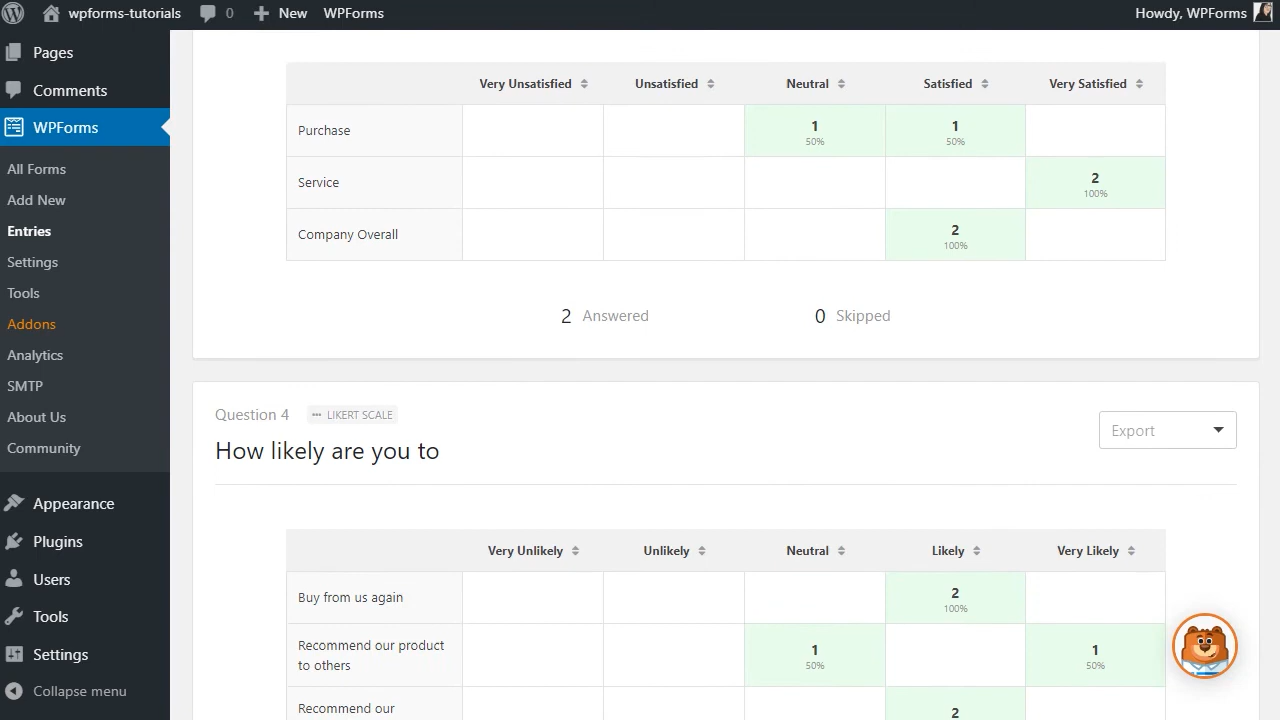 wpforms-tutorials 0 New WPForms Howdy, WPForms
Pages
Comments
WPForms
All Forms
Add New
Entries
Settings
Tools
Addons
Analytics
SMTP
About Us
Community
Appearance
Plugins
Users
Tools
Settings
Collapse menu
Very Unsatisfied Unsatisfied Neutral Satisfied Very Satisfied
Purchase 1 1
50% 50%
Service 2
100%
Company Overall 2
100%
2 Answered 0 Skipped
Question 4 LIKERT SCALE
Export
How likely are you to
Very Unlikely Unlikely Neutral Likely Very Likely
Buy from us again 2
100%
Recommend our product
to others
1 1
50% 50%
Recommend our
2